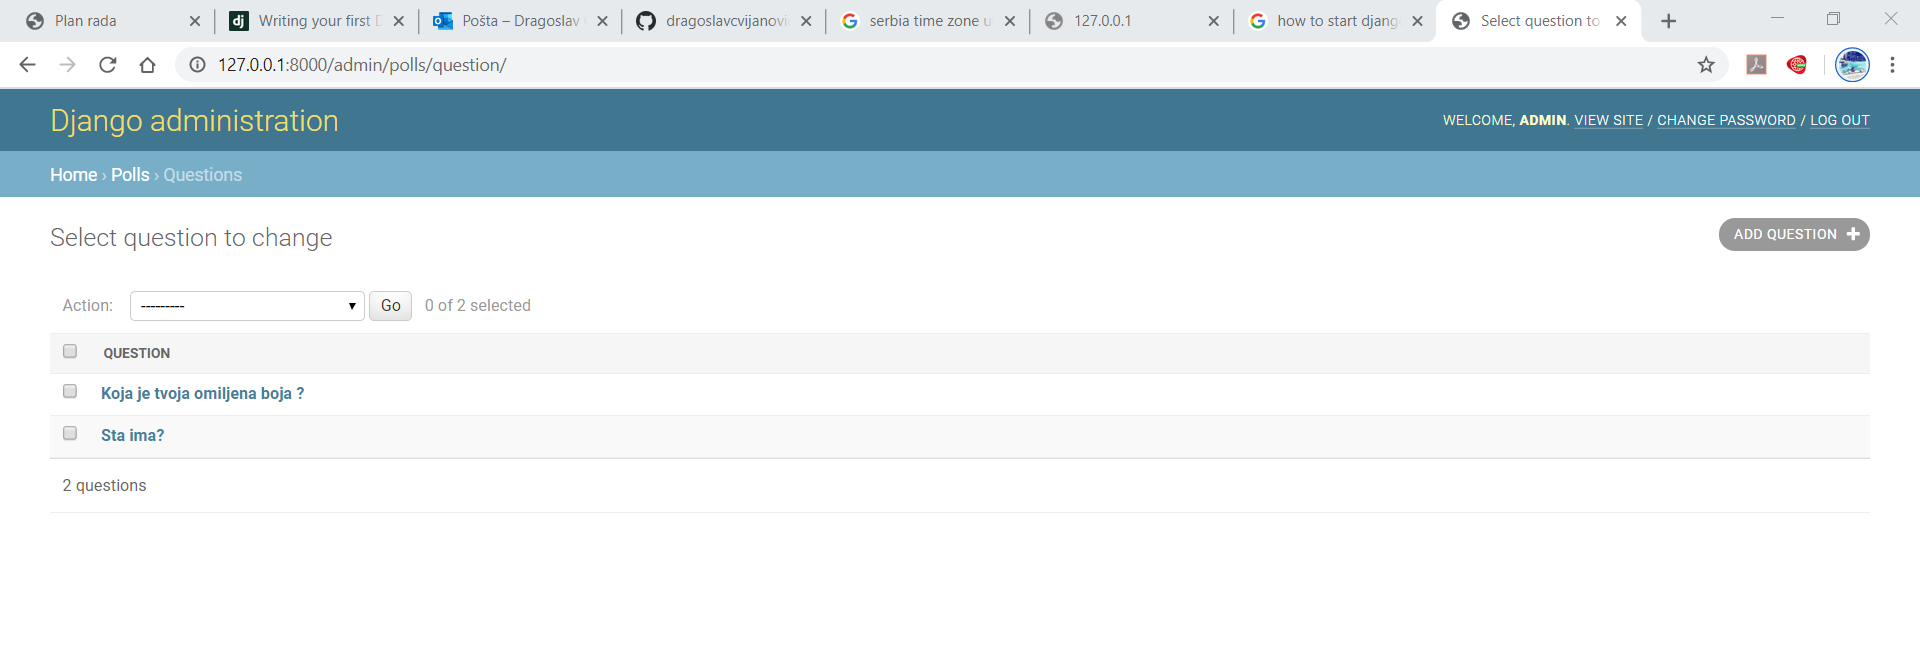 Plan rada
Writing your first D
Pošta – Dragoslav
dragoslavcvijanovi
serbia time zone u
127.0.0.1
how to start djang
Select question to
127.0.0.1:8000/admin/polls/question/
Django administration
WELCOME, ADMIN. VIEW SITE / CHANGE PASSWORD / LOG OUT
Home › Polls › Questions
Select question to change
ADD QUESTION +
Action: --------- Go 0 of 2 selected
QUESTION
Koja je tvoja omiljena boja ?
Sta ima?
2 questions